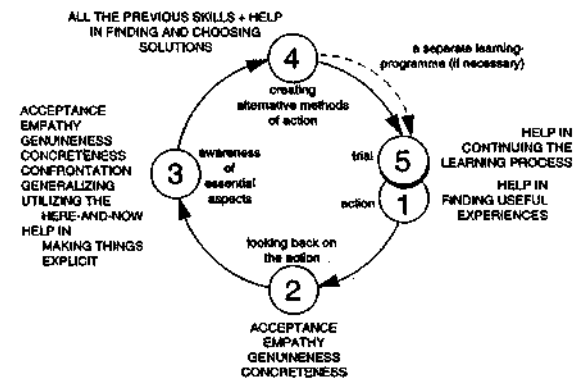 ALL THE PREVIOUS SKILLS + HELP
IN FINDING AND CHOOSING
SOLUTIONS
4
a separate learning-
programme (if necessary)
creating
alternative methods
of action
ACCEPTANCE
EMPATHY
GENUINENESS
CONCRETENESS
CONFRONTATION
GENERALIZING
UTILIZING THE
HERE-AND-NOW
HELP IN
MAKING THINGS
EXPLICIT
3
awareness
of
essential
aspects
trial
5
HELP IN
CONTINUING THE
LEARNING PROCESS
action
1
HELP IN
FINDING USEFUL
EXPERIENCES
looking back on
the action
2
ACCEPTANCE
EMPATHY
GENUINENESS
CONCRETENESS